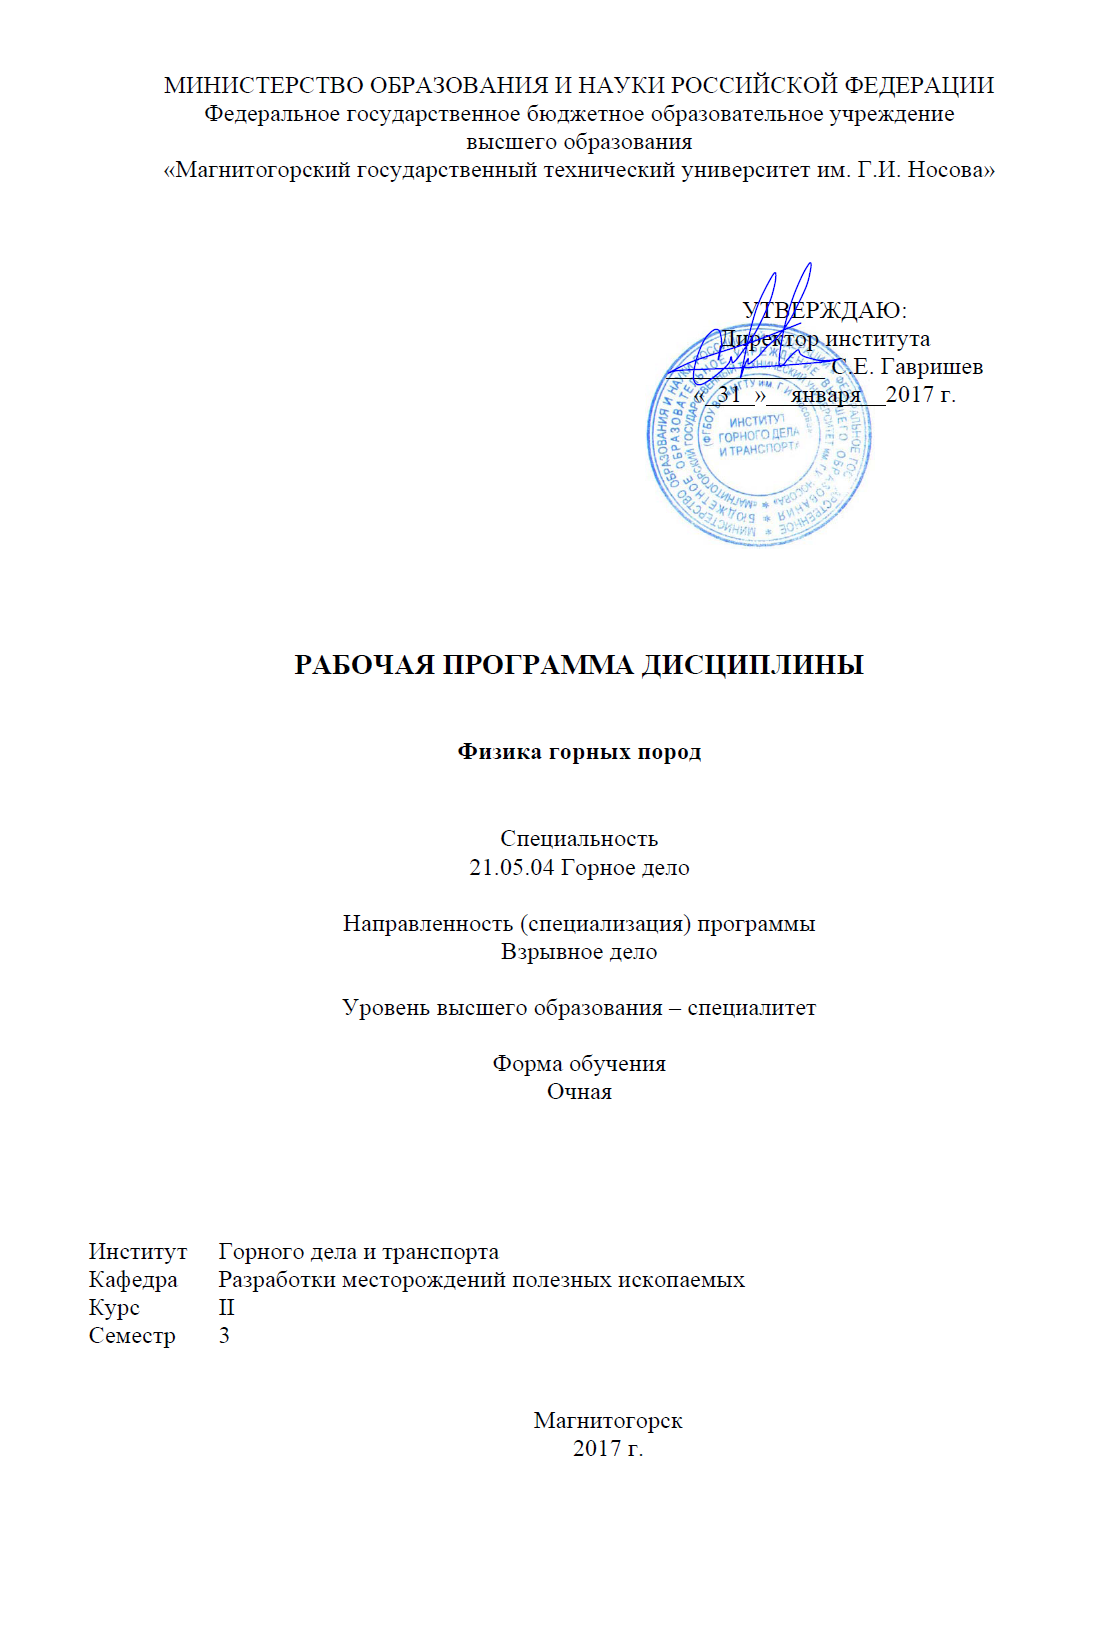 МИНИСТЕРСТВО ОБРАЗОВАНИЯ И НАУКИ РОССИЙСКОЙ ФЕДЕРАЦИИ
Федеральное государственное бюджетное образовательное учреждение
высшего образования
«Магнитогорский государственный технический университет им. Г.И. Носова»
УТВЕРЖДАЮ:
Директор института
_____________ С.Е. Гавришев
«_31_»__января__2017 г.
ИНСТИТУТ
ГОРНОГО ДЕЛА
И ТРАНСПОРТА
РАБОЧАЯ ПРОГРАММА ДИСЦИПЛИНЫ
Физика горных пород
Специальность
21.05.04 Горное дело
Направленность (специализация) программы
Взрывное дело
Уровень высшего образования – специалитет
Форма обучения
Очная
Институт Горного дела и транспорта
Кафедра Разработки месторождений полезных ископаемых
Курс II
Семестр 3
Магнитогорск
2017 г.